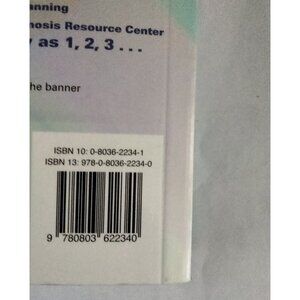 anning
nosis Resource Center
as 1, 2, 3 . . .
he banner
ISBN 10: 0-8036-2234-1
ISBN 13: 978-0-8036-2234-0
9 780803 622340